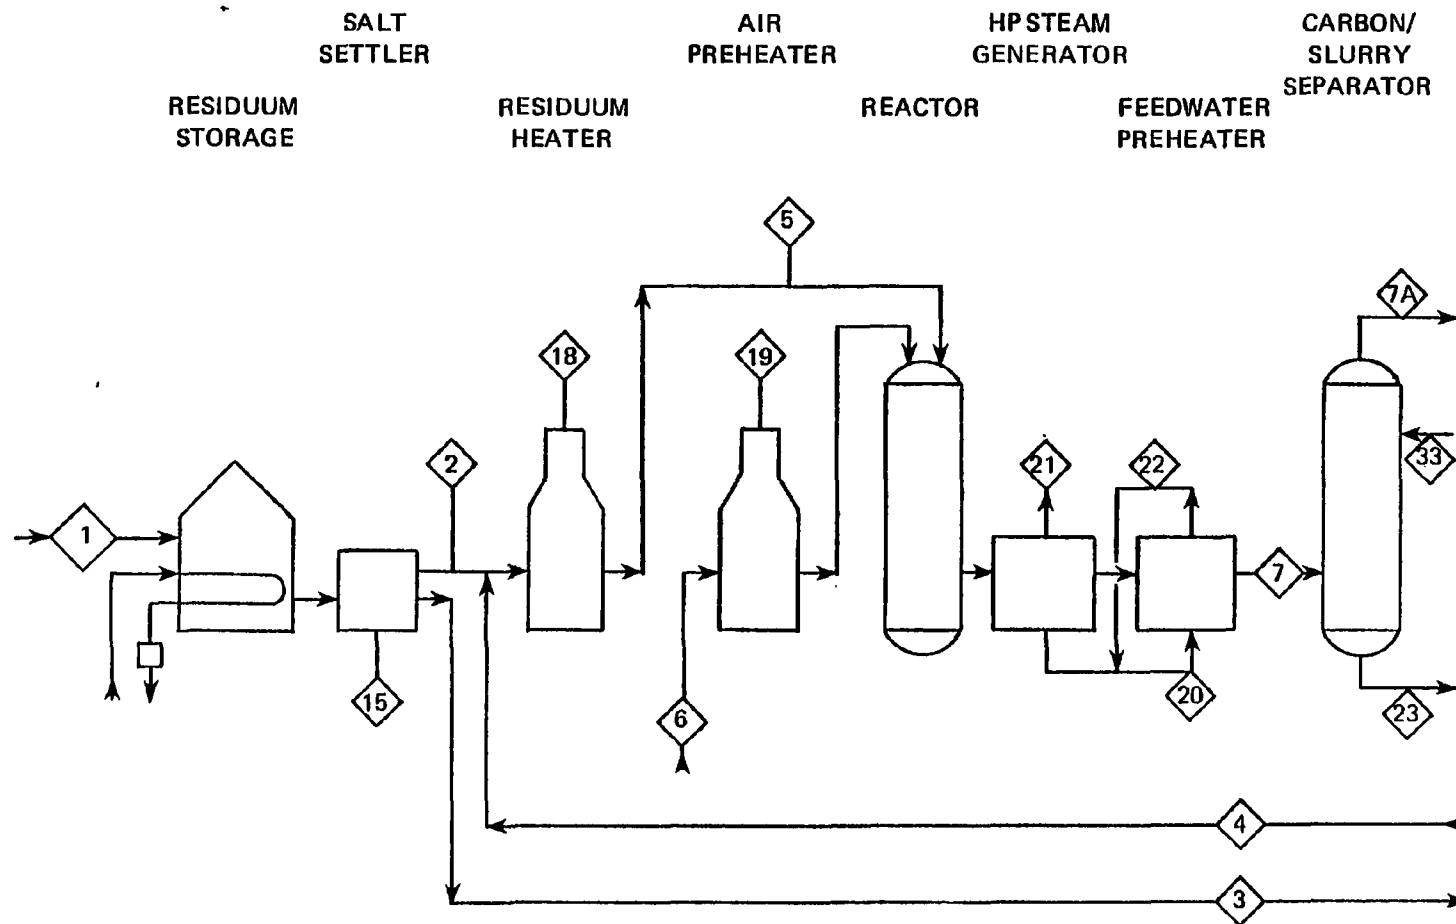 SALT
SETTLER
AIR
PREHEATER
HP STEAM
GENERATOR
CARBON/
SLURRY
SEPARATOR
RESIDUUM
STORAGE
RESIDUUM
HEATER
REACTOR
FEEDWATER
PREHEATER
5
7A
18
19
2
21
22
33
1
7
15
6
20
23
4
3